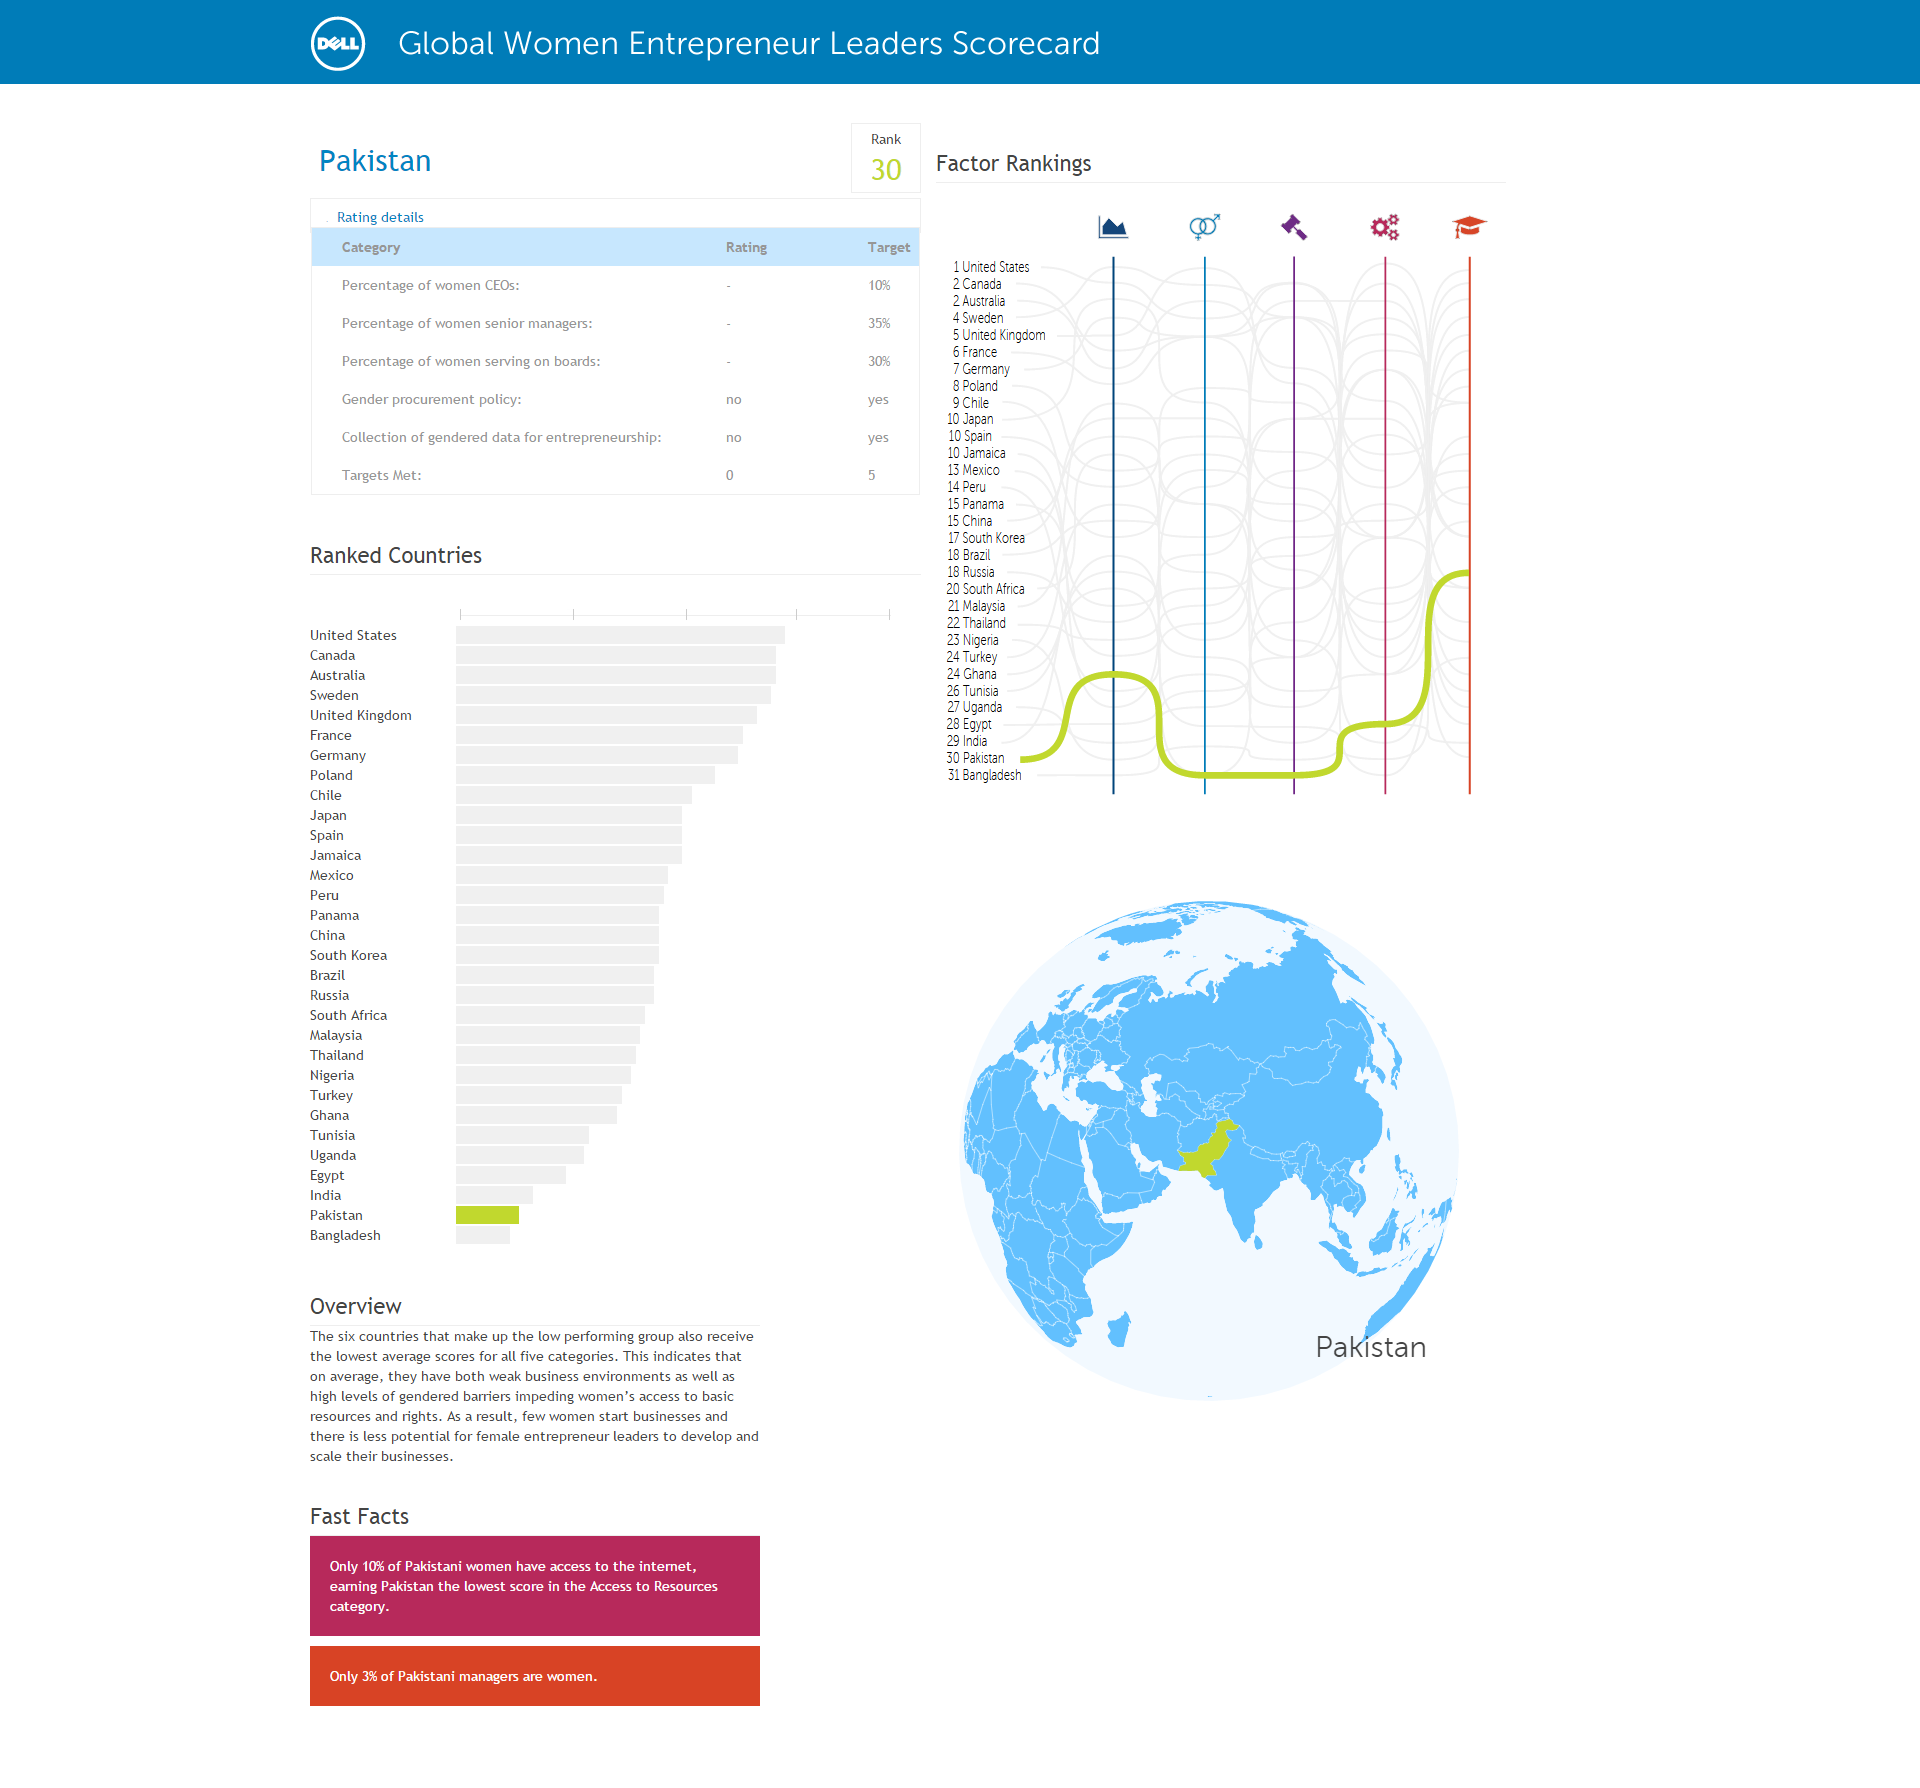 DELL
Global Women Entrepreneur Leaders Scorecard
Pakistan
Rank
30
Rating details
Category Rating Target
Percentage of women CEOs: - 10%
Percentage of women senior managers: - 35%
Percentage of women serving on boards: - 30%
Gender procurement policy: no yes
Collection of gendered data for entrepreneurship: no yes
Targets Met: 0 5
Ranked Countries
United States
Canada
Australia
Sweden
United Kingdom
France
Germany
Poland
Chile
Japan
Spain
Jamaica
Mexico
Peru
Panama
China
South Korea
Brazil
Russia
South Africa
Malaysia
Thailand
Nigeria
Turkey
Ghana
Tunisia
Uganda
Egypt
India
Pakistan
Bangladesh
Overview
The six countries that make up the low performing group also receive
the lowest average scores for all five categories. This indicates that
on average, they have both weak business environments as well as
high levels of gendered barriers impeding women’s access to basic
resources and rights. As a result, few women start businesses and
there is less potential for female entrepreneur leaders to develop and
scale their businesses.
Fast Facts
Only 10% of Pakistani women have access to the internet,
earning Pakistan the lowest score in the Access to Resources
category.
Only 3% of Pakistani managers are women.
Factor Rankings
1 United States
2 Canada
2 Australia
4 Sweden
5 United Kingdom
6 France
7 Germany
8 Poland
9 Chile
10 Japan
10 Spain
10 Jamaica
13 Mexico
14 Peru
15 Panama
15 China
17 South Korea
18 Brazil
18 Russia
20 South Africa
21 Malaysia
22 Thailand
23 Nigeria
24 Turkey
24 Ghana
26 Tunisia
27 Uganda
28 Egypt
29 India
30 Pakistan
31 Bangladesh
Pakistan